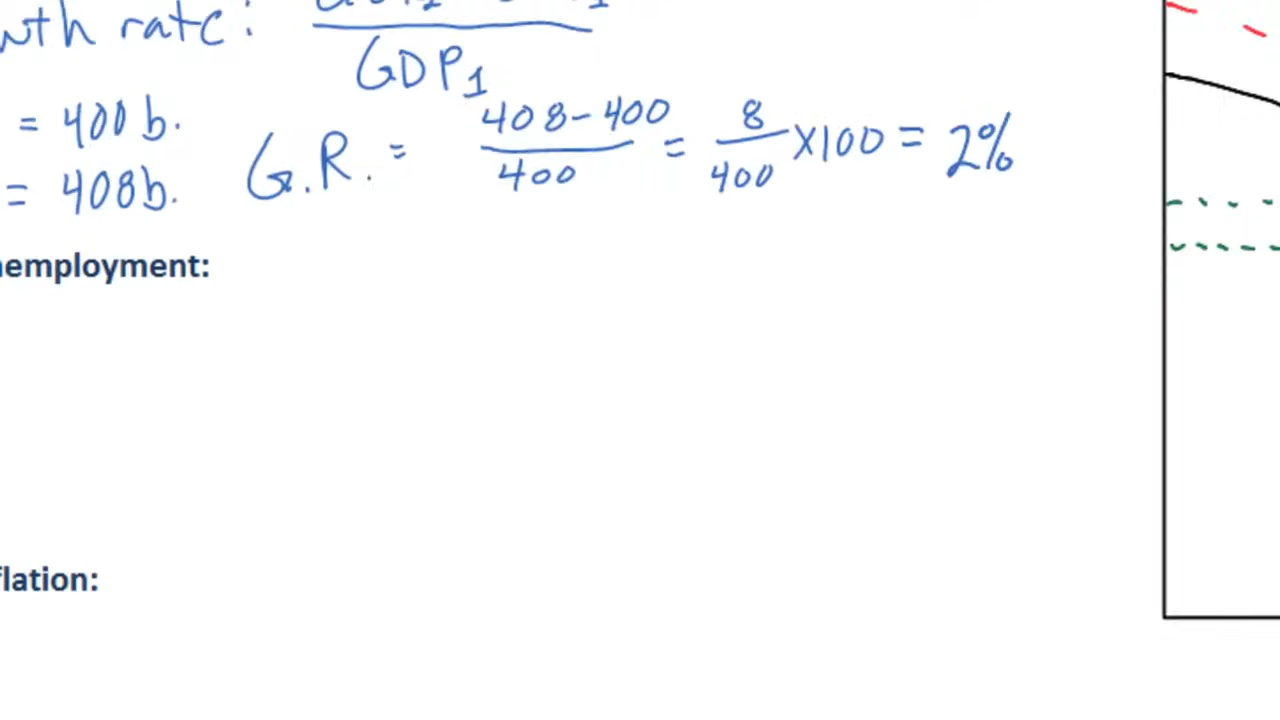 wth rate:
GDP1
= 400 b.
G.R. = 408-400 / 400 = 8 / 400 X100 = 2%
= 408b.
nemployment:
flation: